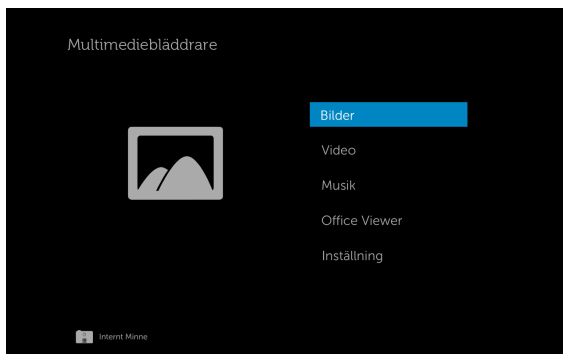 Multimediebläddrare
Bilder
Video
Musik
Office Viewer
Inställning
Internt Minne